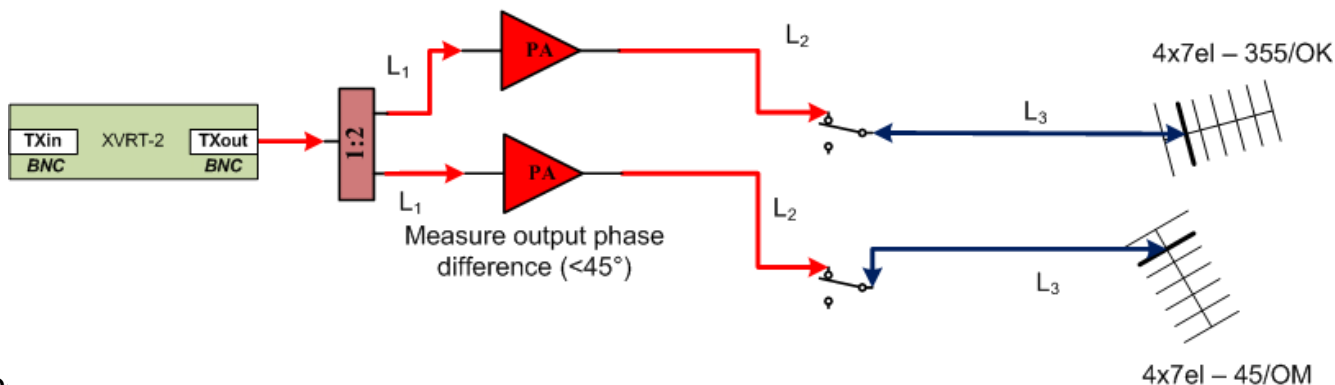 4x7el – 355/OK
L2
PA
L1
L3
TXin
XVRT-2
TXout
BNC
BNC
1:2
PA
L1
L2
Measure output phase
difference (<45°)
L3
4x7el – 45/OM